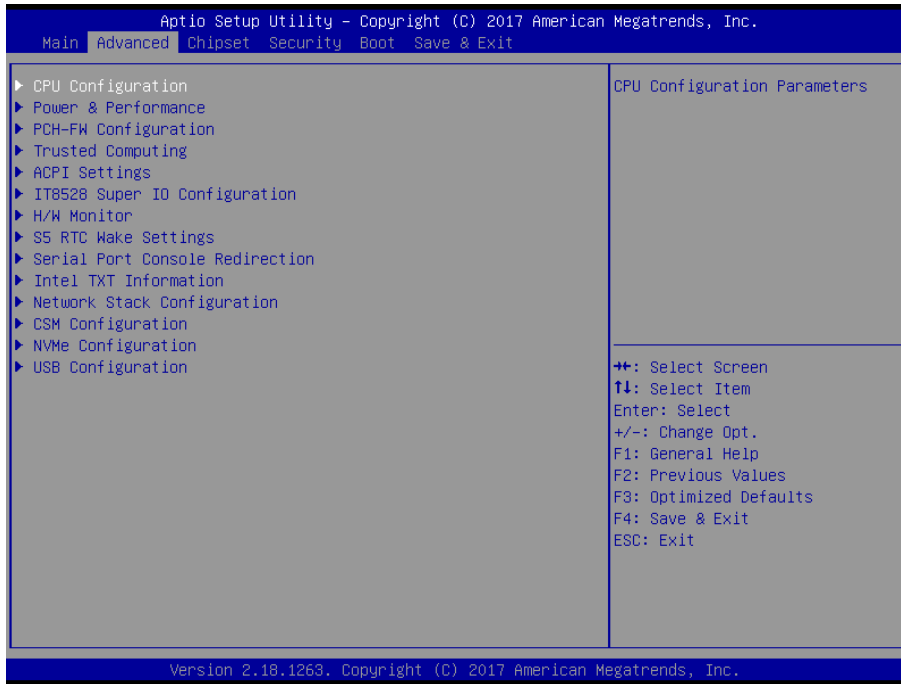 Aptio Setup Utility – Copyright (C) 2017 American Megatrends, Inc.
Main Advanced Chipset Security Boot Save & Exit
▶ CPU Configuration
▶ Power & Performance
▶ PCH-FW Configuration
▶ Trusted Computing
▶ ACPI Settings
▶ IT8528 Super IO Configuration
▶ H/W Monitor
▶ S5 RTC Wake Settings
▶ Serial Port Console Redirection
▶ Intel TXT Information
▶ Network Stack Configuration
▶ CSM Configuration
▶ NVMe Configuration
▶ USB Configuration
CPU Configuration Parameters
→←: Select Screen
↑↓: Select Item
Enter: Select
+/-: Change Opt.
F1: General Help
F2: Previous Values
F3: Optimized Defaults
F4: Save & Exit
ESC: Exit
Version 2.18.1263. Copyright (C) 2017 American Megatrends, Inc.